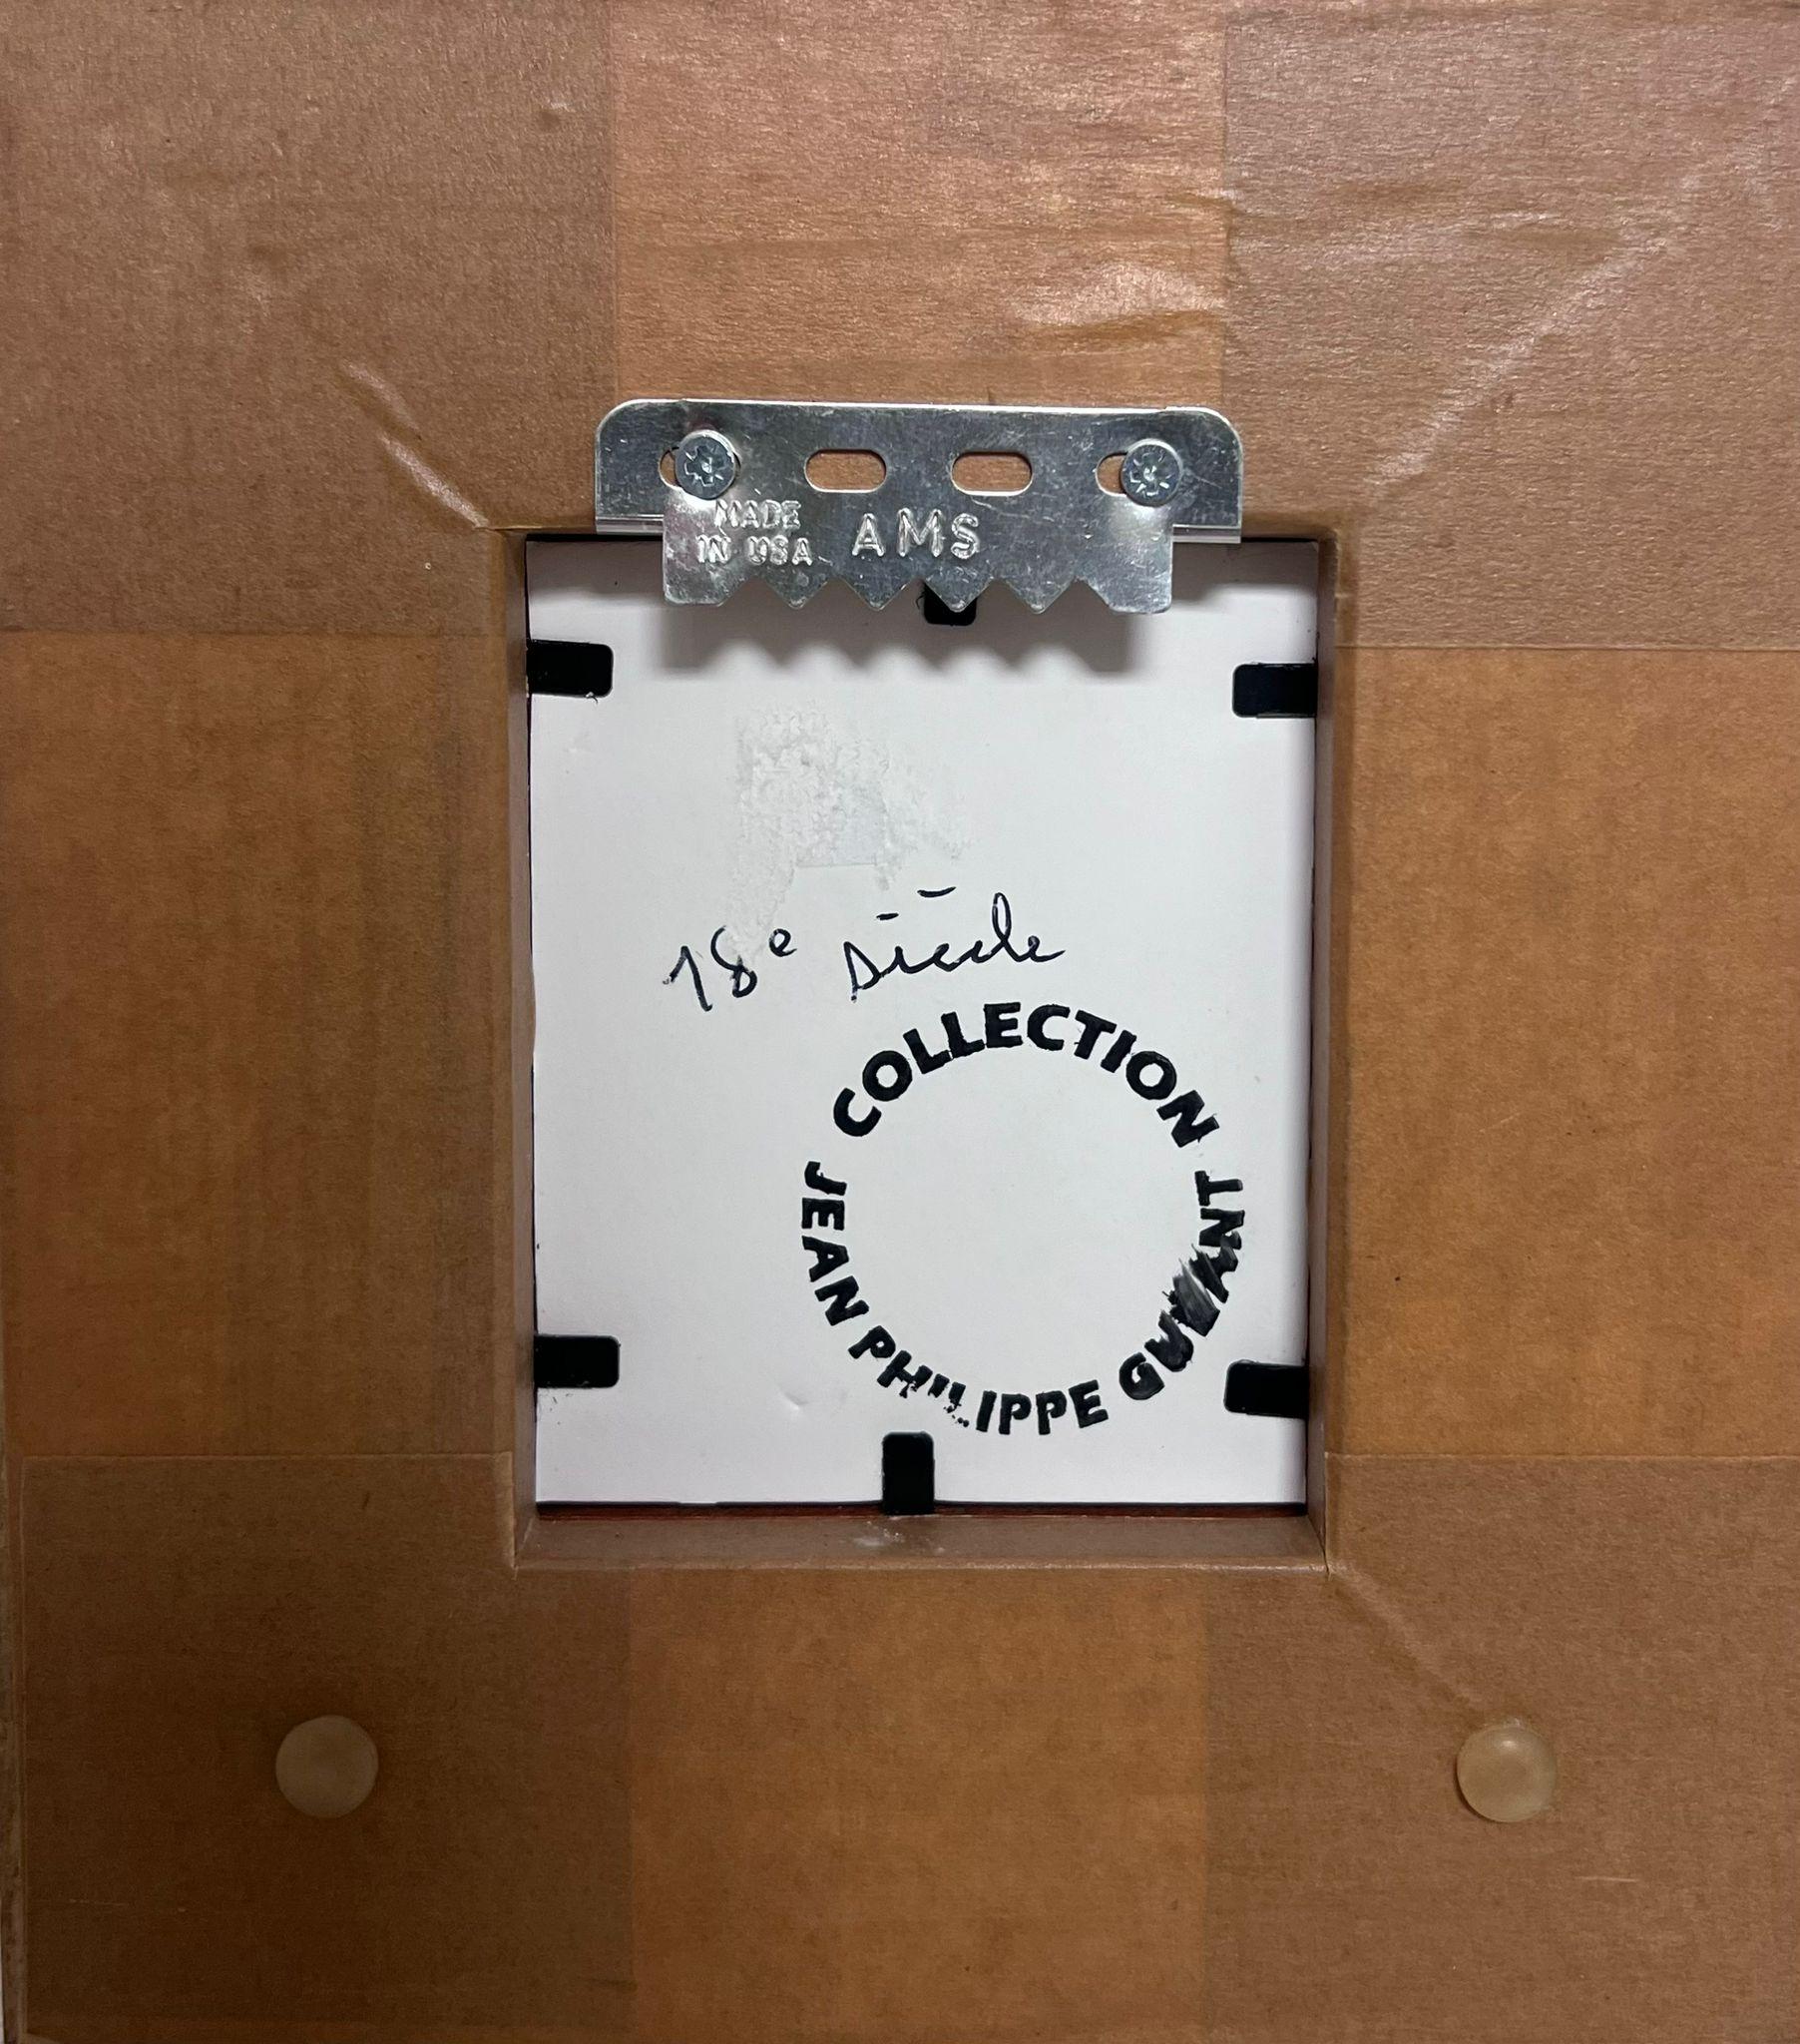 MADE
IN USA
AMS
18e siècle
COLLECTION
JEAN PHILIPPE